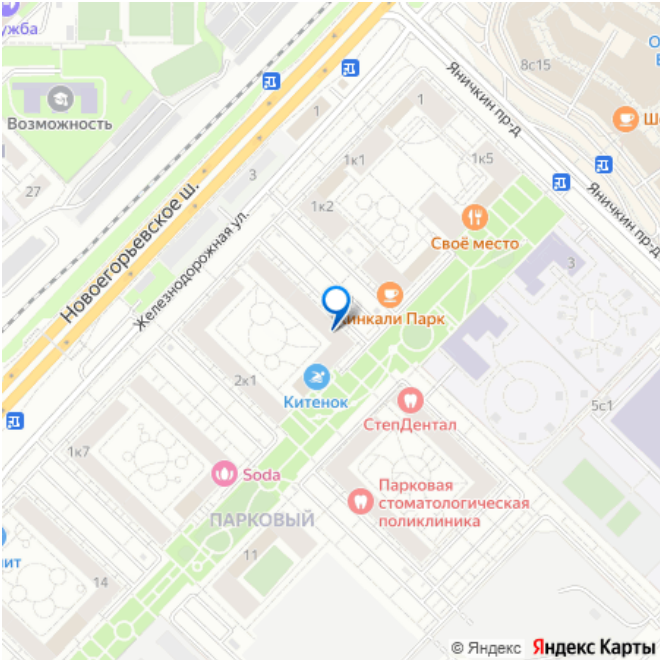 ужба
8с15
Яничкин пр-д
Возможность
1
1
Ш
27
3
1к1
1к5
1к2
Яничкин пр-д
Новоегорьевское ш.
Железнодорожная ул.
Своё место
3
инкали Парк
2к1
Китенок
СтепДентал
5с1
1к7
Soda
Парковая
стоматологическая
поликлиника
ПАРКОВЫЙ
11
14
ит
© Яндекс Яндекс Карты